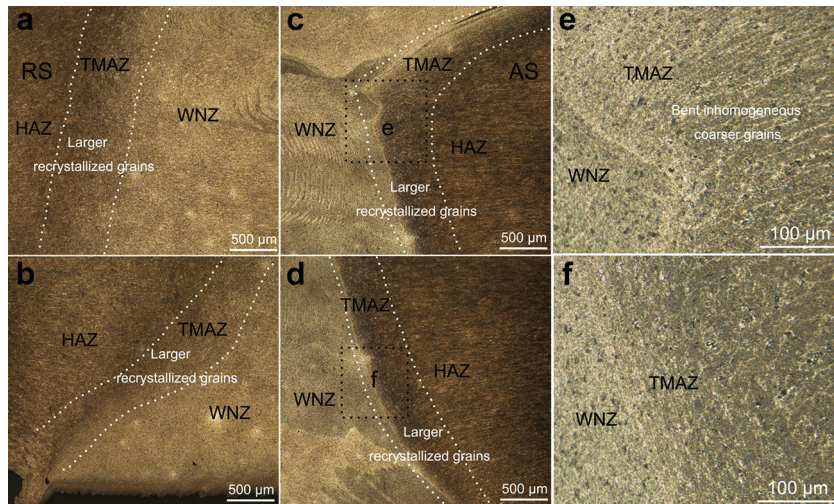 a
RS
TMAZ
WNZ
HAZ
Larger
recrystallized grains
500 μm
c
TMAZ
AS
WNZ
e
HAZ
Larger
recrystallized grains
500 μm
e
TMAZ
Bent inhomogeneous
coarser grains
WNZ
100 μm
b
HAZ
TMAZ
Larger
recrystallized grains
WNZ
500 μm
d
TMAZ
f
HAZ
WNZ
Larger
recrystallized grains
500 μm
f
TMAZ
WNZ
100 μm